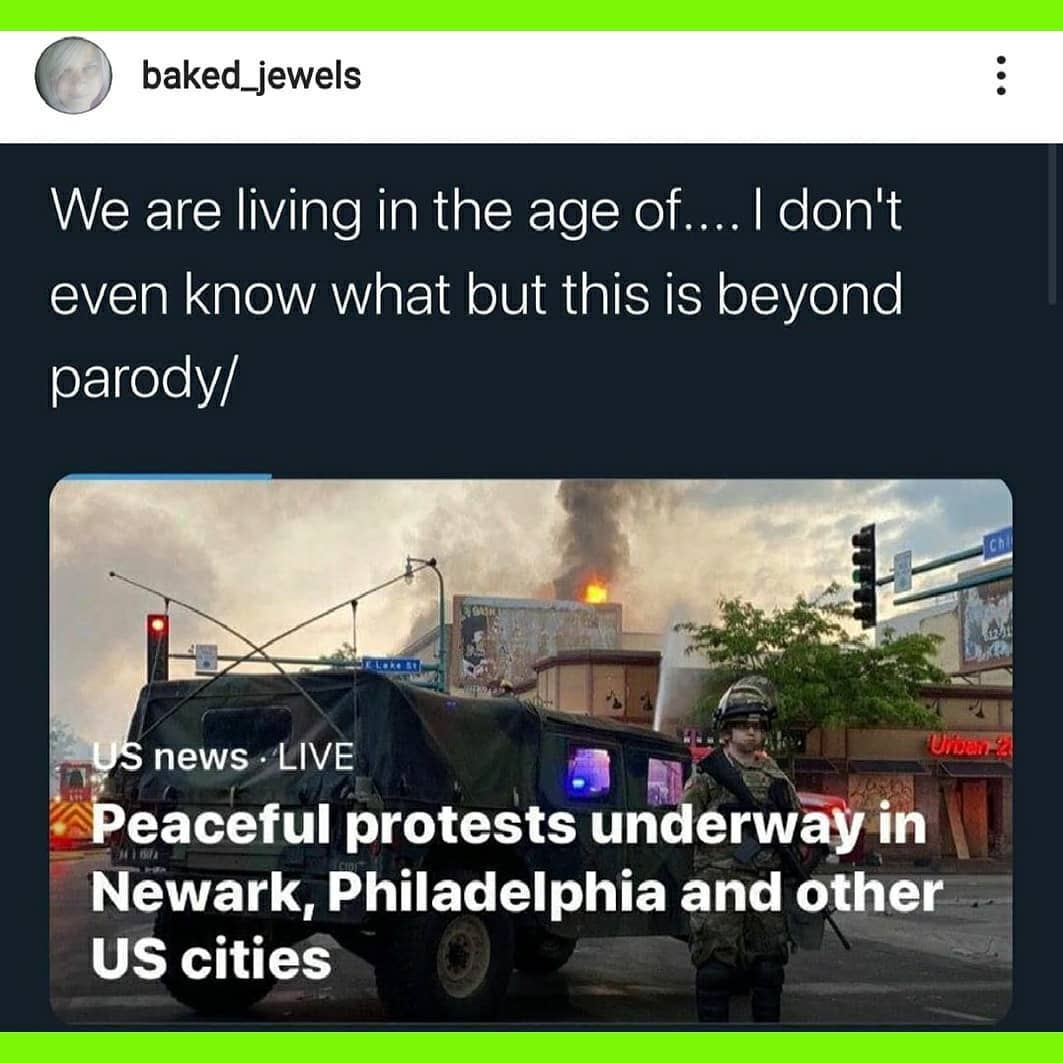 baked_jewels
We are living in the age of.... I don't
even know what but this is beyond
parody/
E Lake St
Chi
Urban 2
US news · LIVE
Peaceful protests underway in
Newark, Philadelphia and other
US cities